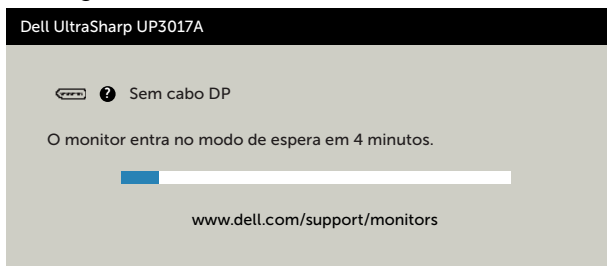 Dell UltraSharp UP3017A
? Sem cabo DP
O monitor entra no modo de espera em 4 minutos.
www.dell.com/support/monitors